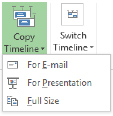 Copy
Timeline
Switch
Timeline
For E-mail
For Presentation
Full Size